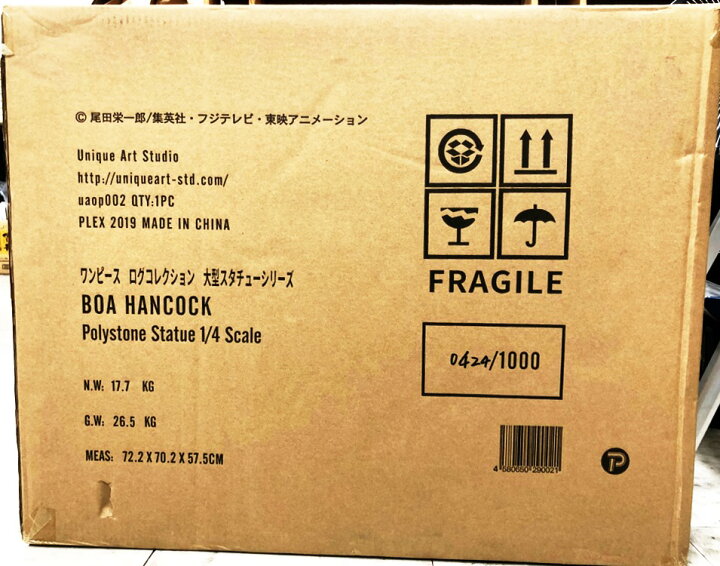 © 尾田栄一郎/集英社・フジテレビ・東映アニメーション
Unique Art Studio
http://uniqueart-std.com/
uaop002 QTY:1PC
PLEX 2019 MADE IN CHINA
ワンピース ログコレクション 大型スタチューシリーズ
BOA HANCOCK
Polystone Statue 1/4 Scale
N.W: 17.7 KG
G.W: 26.5 KG
MEAS: 72.2 X 70.2 X 57.5CM
FRAGILE
0424/1000
4 580650 290021